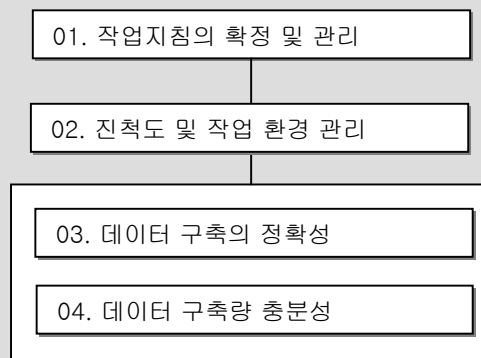 01. 작업지침의 확정 및 관리
02. 진척도 및 작업 환경 관리
03. 데이터 구축의 정확성
04. 데이터 구축량 충분성